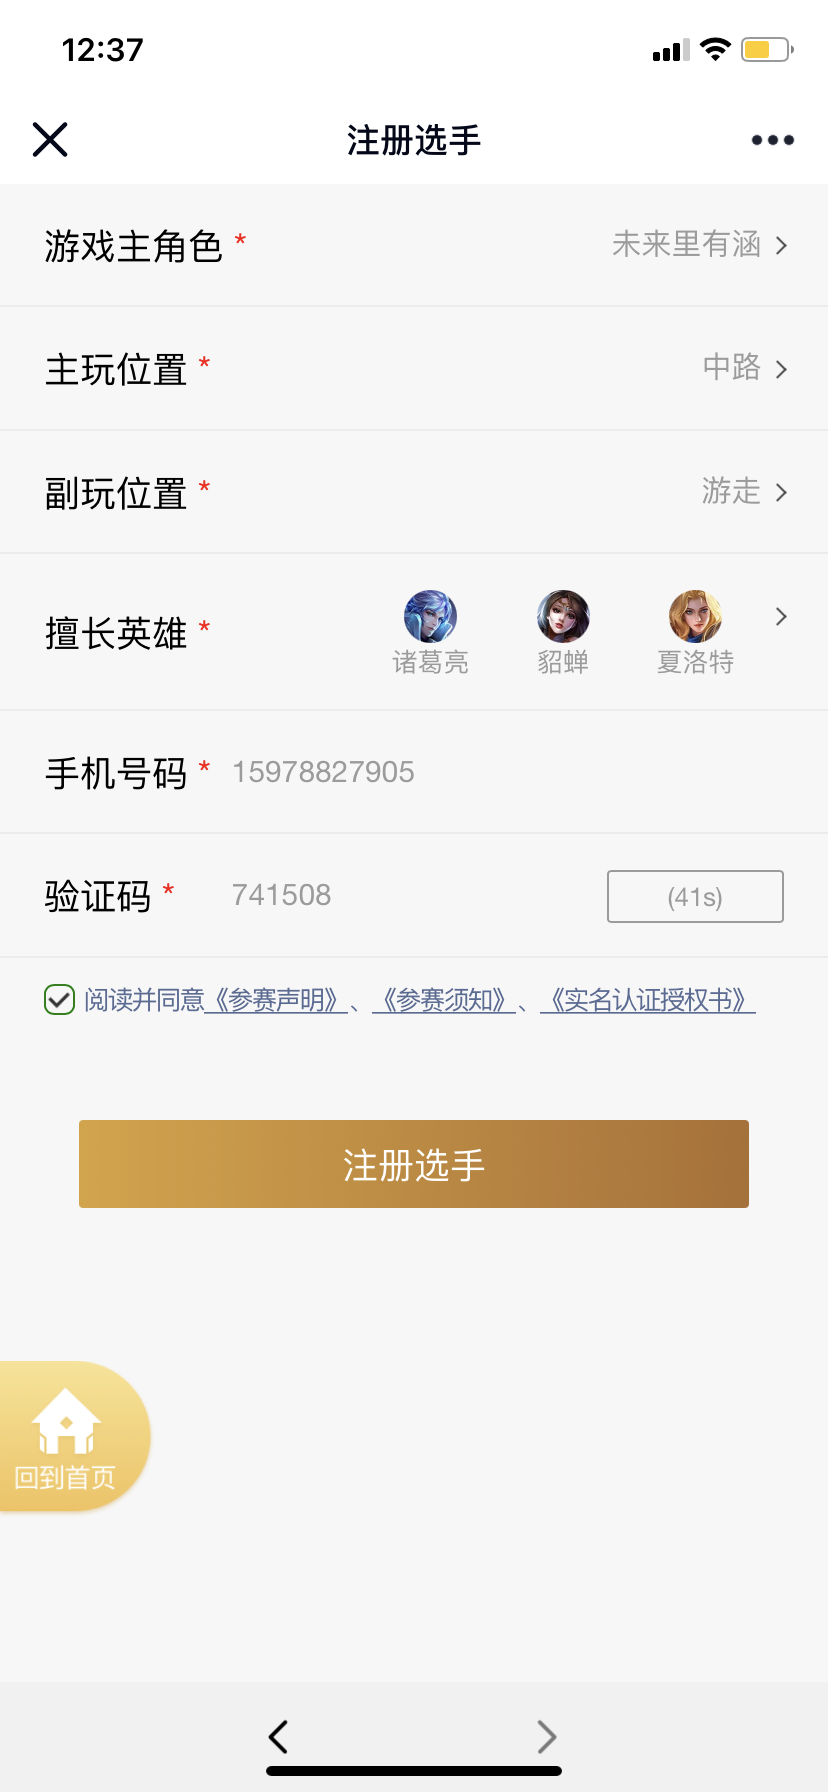 12:37
注册选手
游戏主角色 * 未来里有涵
主玩位置 * 中路
副玩位置 * 游走
擅长英雄 * 诸葛亮 貂蝉 夏洛特
手机号码 * 15978827905
验证码 * 741508 (41s)
阅读并同意《参赛声明》、《参赛须知》、《实名认证授权书》
注册选手
回到首页